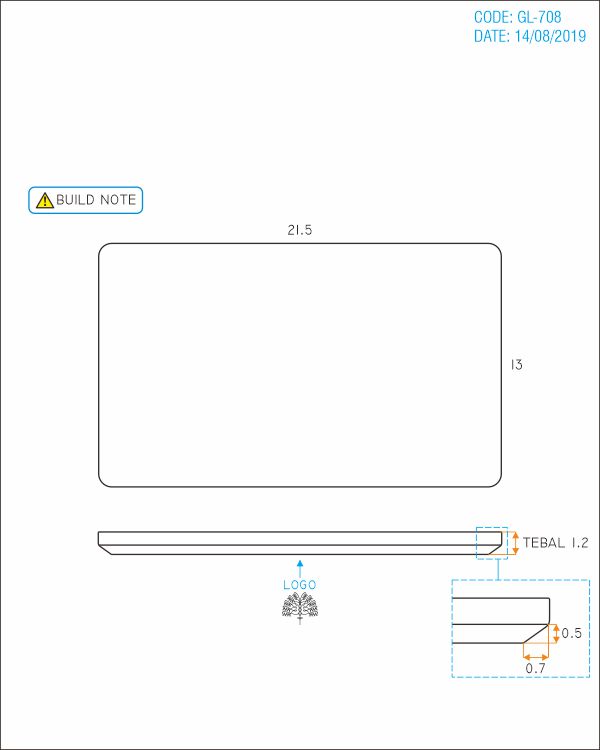 CODE: GL-708
DATE: 14/08/2019
BUILD NOTE
21.5
13
TEBAL 1.2
LOGO
0.5
0.7